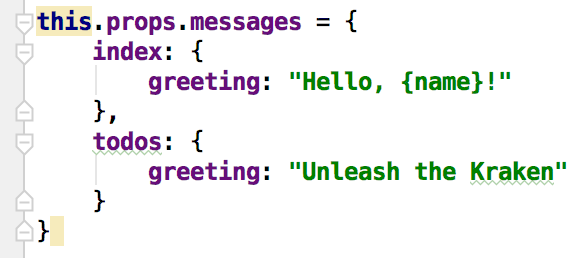 this.props.messages = {
    index: {
        greeting: "Hello, {name}!"
    },
    todos: {
        greeting: "Unleash the Kraken"
    }
}